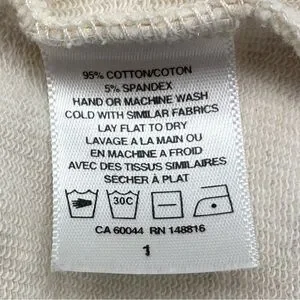 95% COTTON/COTON
5% SPANDEX
HAND OR MACHINE WASH
COLD WITH SIMILAR FABRICS
LAY FLAT TO DRY
LAVAGE A LA MAIN OU
EN MACHINE A FROID
AVEC DES TISSUS SIMILAIRES
SÉCHER À PLAT
30C
CA 60044 RN 148816
1